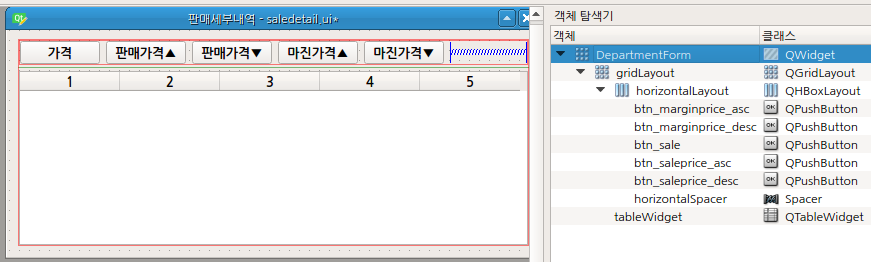 판매세부내역 - saledetail_ui*
가격 판매가격▲ 판매가격▼ 마진가격▲ 마진가격▼
1 2 3 4 5
객체 탐색기
객체 클래스
DepartmentForm QWidget
gridLayout QGridLayout
horizontalLayout QHBoxLayout
btn_marginprice_asc QPushButton
btn_marginprice_desc QPushButton
btn_sale QPushButton
btn_saleprice_asc QPushButton
btn_saleprice_desc QPushButton
horizontalSpacer Spacer
tableWidget QTableWidget